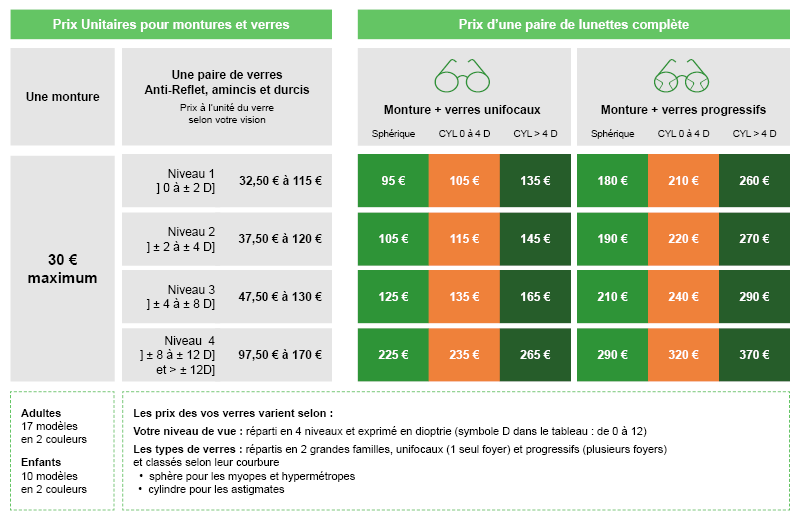 Prix Unitaires pour montures et verres
Prix d'une paire de lunettes complète
Une monture
Une paire de verres
Anti-Reflet, amincis et durcis
Prix à l'unité du verre
selon votre vision
Monture + verres unifocaux
Monture + verres progressifs
Sphérique CYL 0 à 4 D CYL > 4 D
Sphérique CYL 0 à 4 D CYL > 4 D
30 €
maximum
Niveau 1
] 0 à ± 2 D]
32,50 € à 115 €
95 € 105 € 135 € 180 € 210 € 260 €
Niveau 2
] ± 2 à ± 4 D]
37,50 € à 120 €
105 € 115 € 145 € 190 € 220 € 270 €
Niveau 3
] ± 4 à ± 8 D]
47,50 € à 130 €
125 € 135 € 165 € 210 € 240 € 290 €
Niveau 4
] ± 8 à ± 12 D]
et > ± 12D]
97,50 € à 170 €
225 € 235 € 265 € 290 € 320 € 370 €
Adultes
17 modèles
en 2 couleurs
Enfants
10 modèles
en 2 couleurs
Les prix des vos verres varient selon :
Votre niveau de vue : réparti en 4 niveaux et exprimé en dioptrie (symbole D dans le tableau : de 0 à 12)
Les types de verres : répartis en 2 grandes familles, unifocaux (1 seul foyer) et progressifs (plusieurs foyers)
et classés selon leur courbure
• sphère pour les myopes et hypermétropes
• cylindre pour les astigmates